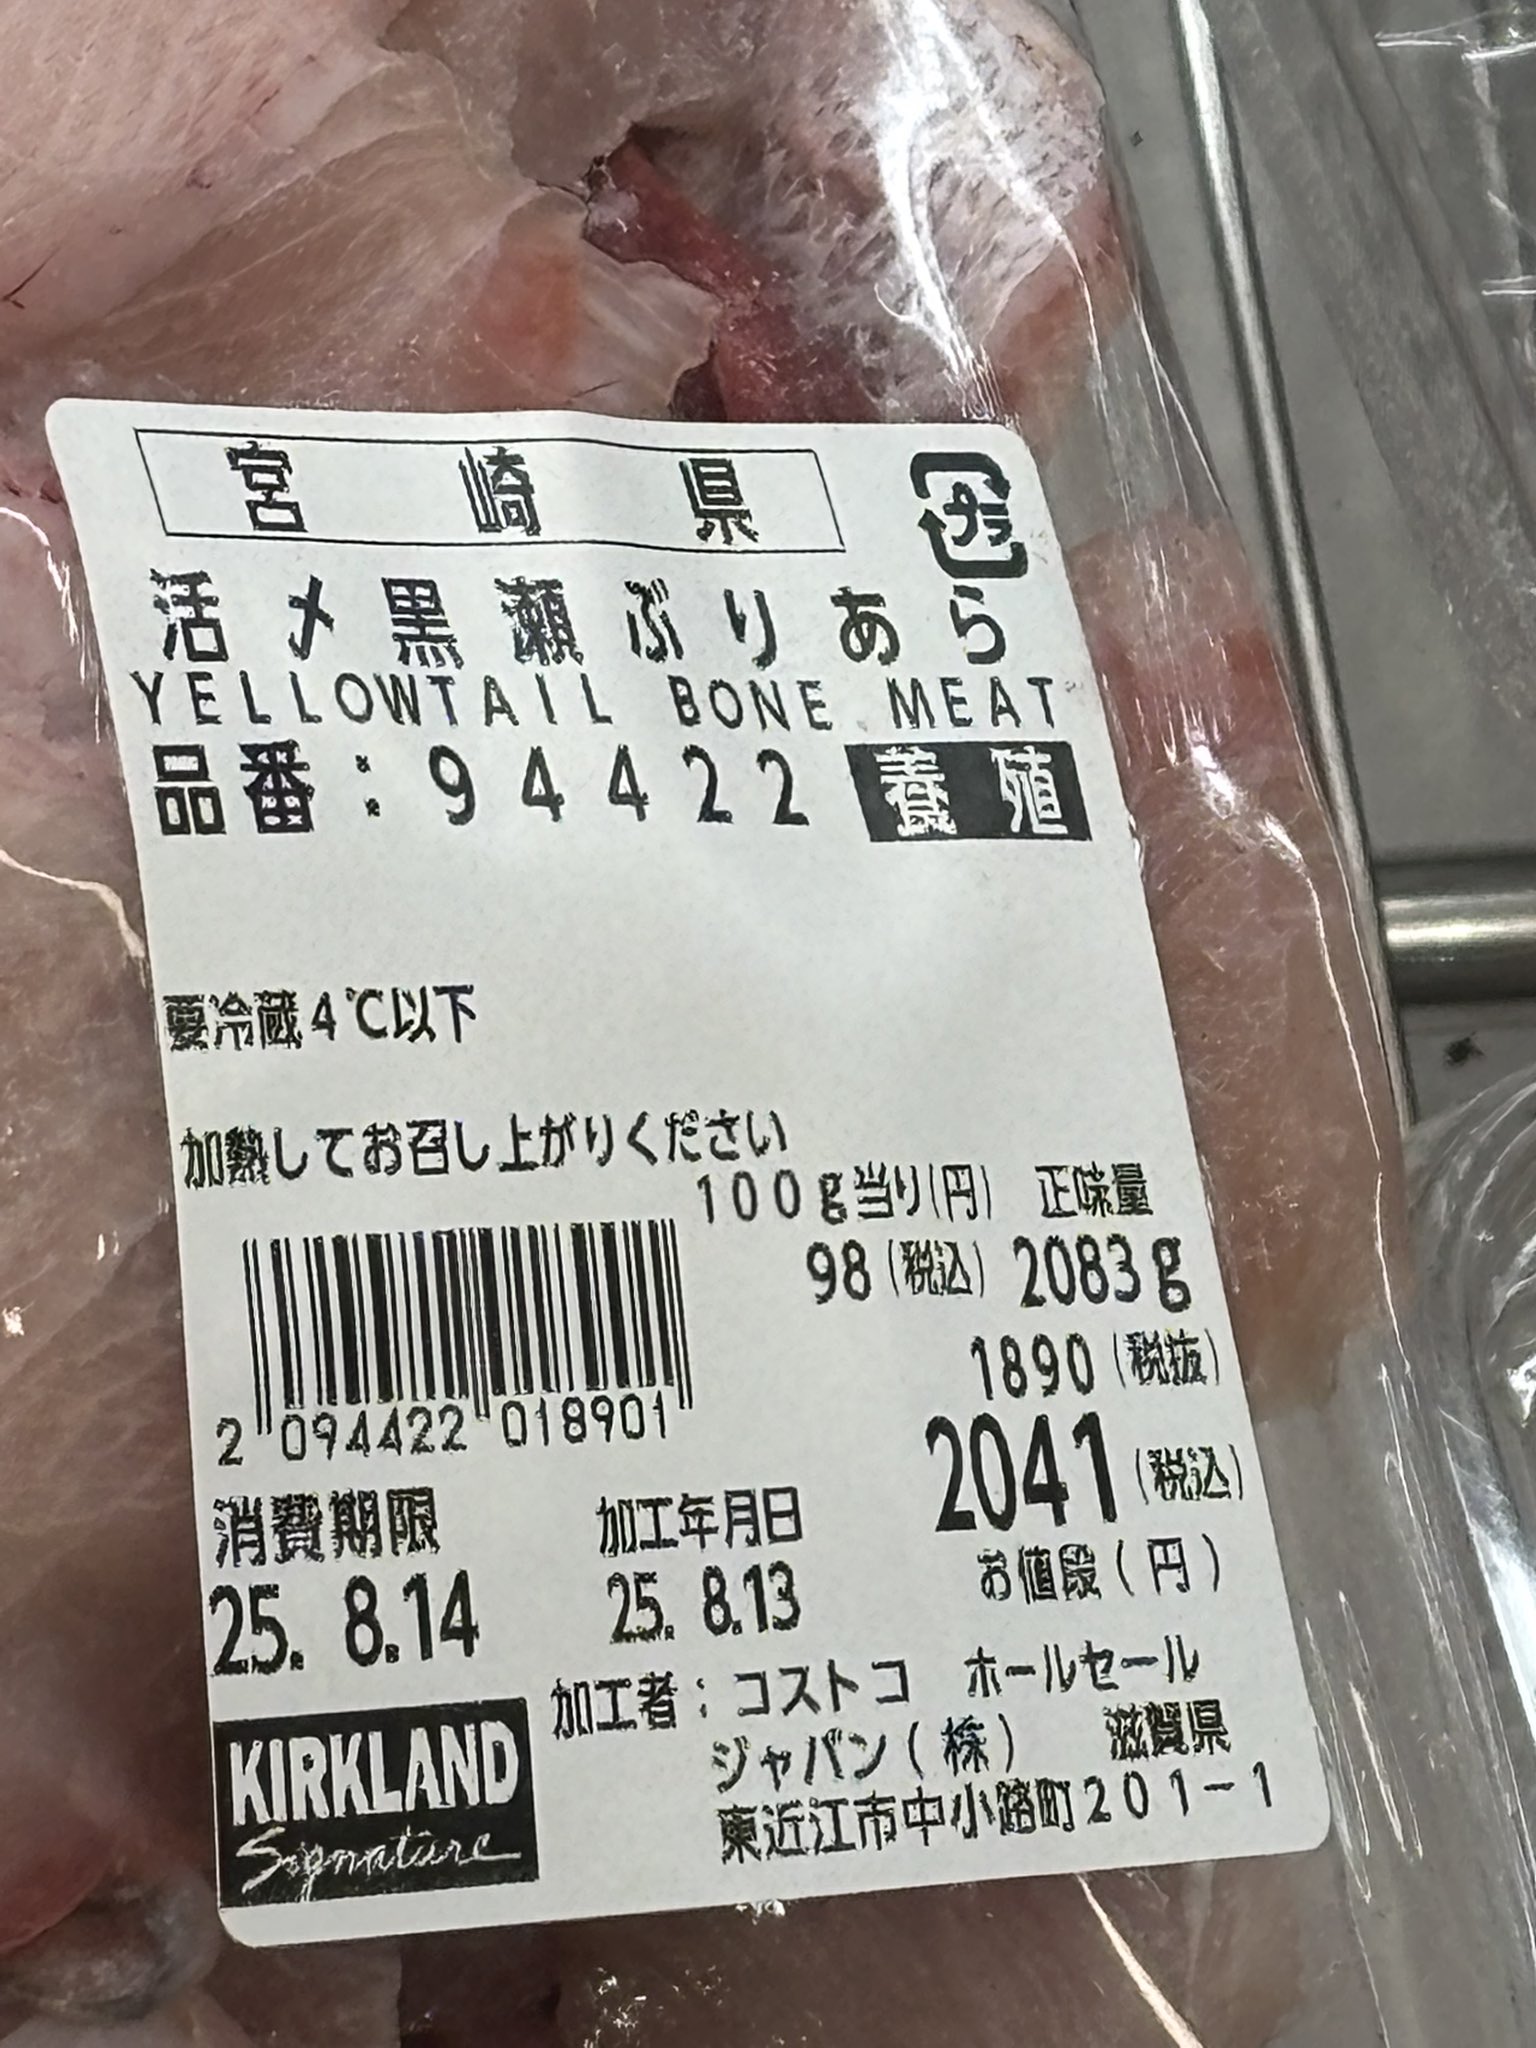 宮崎県
プラ
活〆黒瀬ぶりあら
YELLOWTAIL BONE MEAT
品番:94422 養殖
要冷蔵4℃以下
加熱してお召し上がりください
100g当り(円) 正味量
98(税込) 2083g
1890(税抜)
2041(税込)
お値段(円)
2 094422 018901
消費期限 加工年月日
25. 8.14 25. 8.13
加工者:コストコ ホールセール
ジャパン(株) 滋賀県
東近江市中小路町201-1
KIRKLAND
Signature